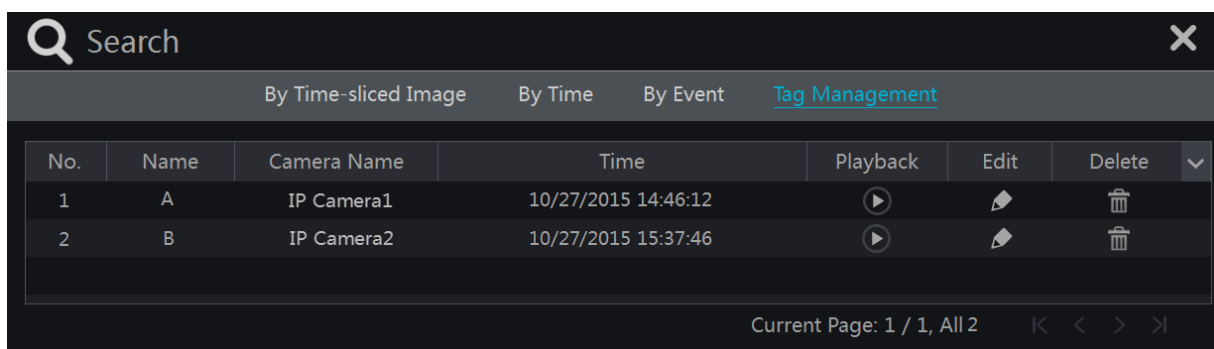 Search
By Time-sliced Image By Time By Event Tag Management
No. Name Camera Name Time Playback Edit Delete
1 A IP Camera1 10/27/2015 14:46:12
2 B IP Camera2 10/27/2015 15:37:46
Current Page: 1 / 1, All 2